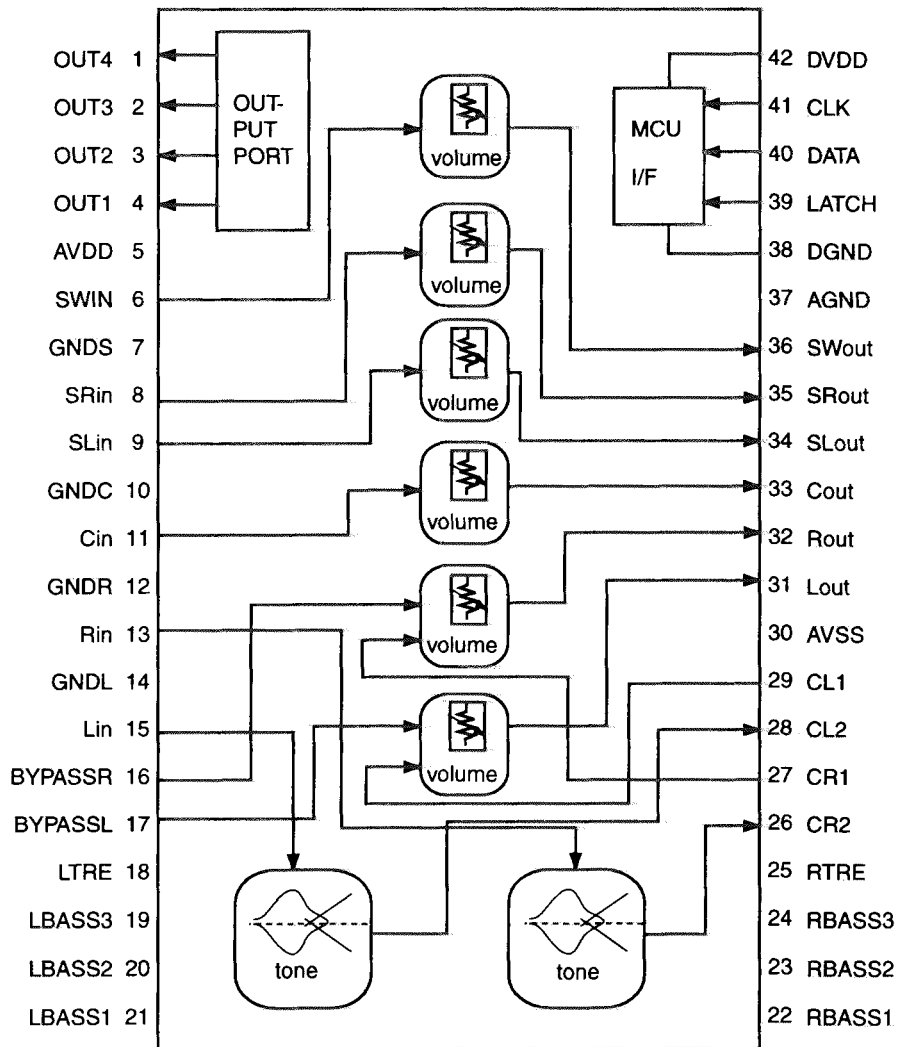 OUT4 1
OUT3 2
OUT2 3
OUT1 4
AVDD 5
SWIN 6
GNDS 7
SRin 8
SLin 9
GNDC 10
Cin 11
GNDR 12
Rin 13
GNDL 14
Lin 15
BYPASSR 16
BYPASSL 17
LTRE 18
LBASS3 19
LBASS2 20
LBASS1 21
OUT-
PUT
PORT
volume
volume
volume
volume
volume
volume
tone
tone
MCU
I/F
42 DVDD
41 CLK
40 DATA
39 LATCH
38 DGND
37 AGND
36 SWout
35 SRout
34 SLout
33 Cout
32 Rout
31 Lout
30 AVSS
29 CL1
28 CL2
27 CR1
26 CR2
25 RTRE
24 RBASS3
23 RBASS2
22 RBASS1